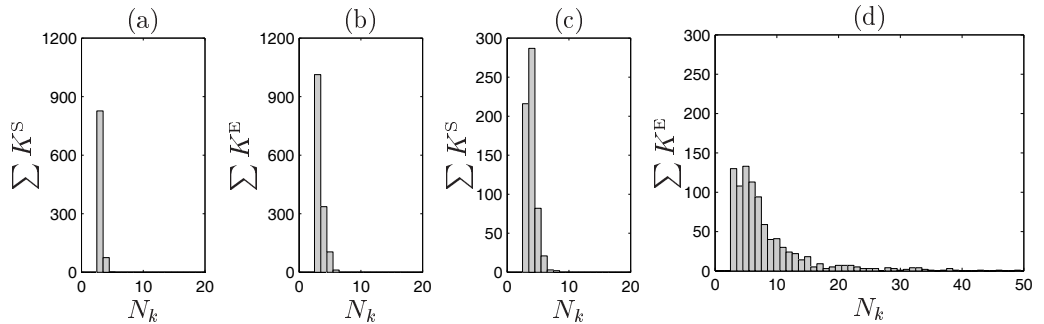 (a) (b) (c) (d)
1200 1200 300 300
900 900 250 250
600 600 200 200
300 300 150 150
0 0 100 100
50 50
0 0
∑ K^S ∑ K^E ∑ K^S ∑ K^E
0 10 20 0 10 20 0 10 20 0 10 20 30 40 50
N_k N_k N_k N_k